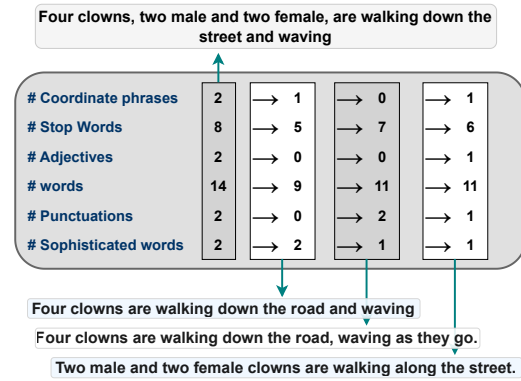 Four clowns, two male and two female, are walking down the
street and waving
# Coordinate phrases 2 → 1 → 0 → 1
# Stop Words 8 → 5 → 7 → 6
# Adjectives 2 → 0 → 0 → 1
# words 14 → 9 → 11 → 11
# Punctuations 2 → 0 → 2 → 1
# Sophisticated words 2 → 2 → 1 → 1
Four clowns are walking down the road and waving
Four clowns are walking down the road, waving as they go.
Two male and two female clowns are walking along the street.